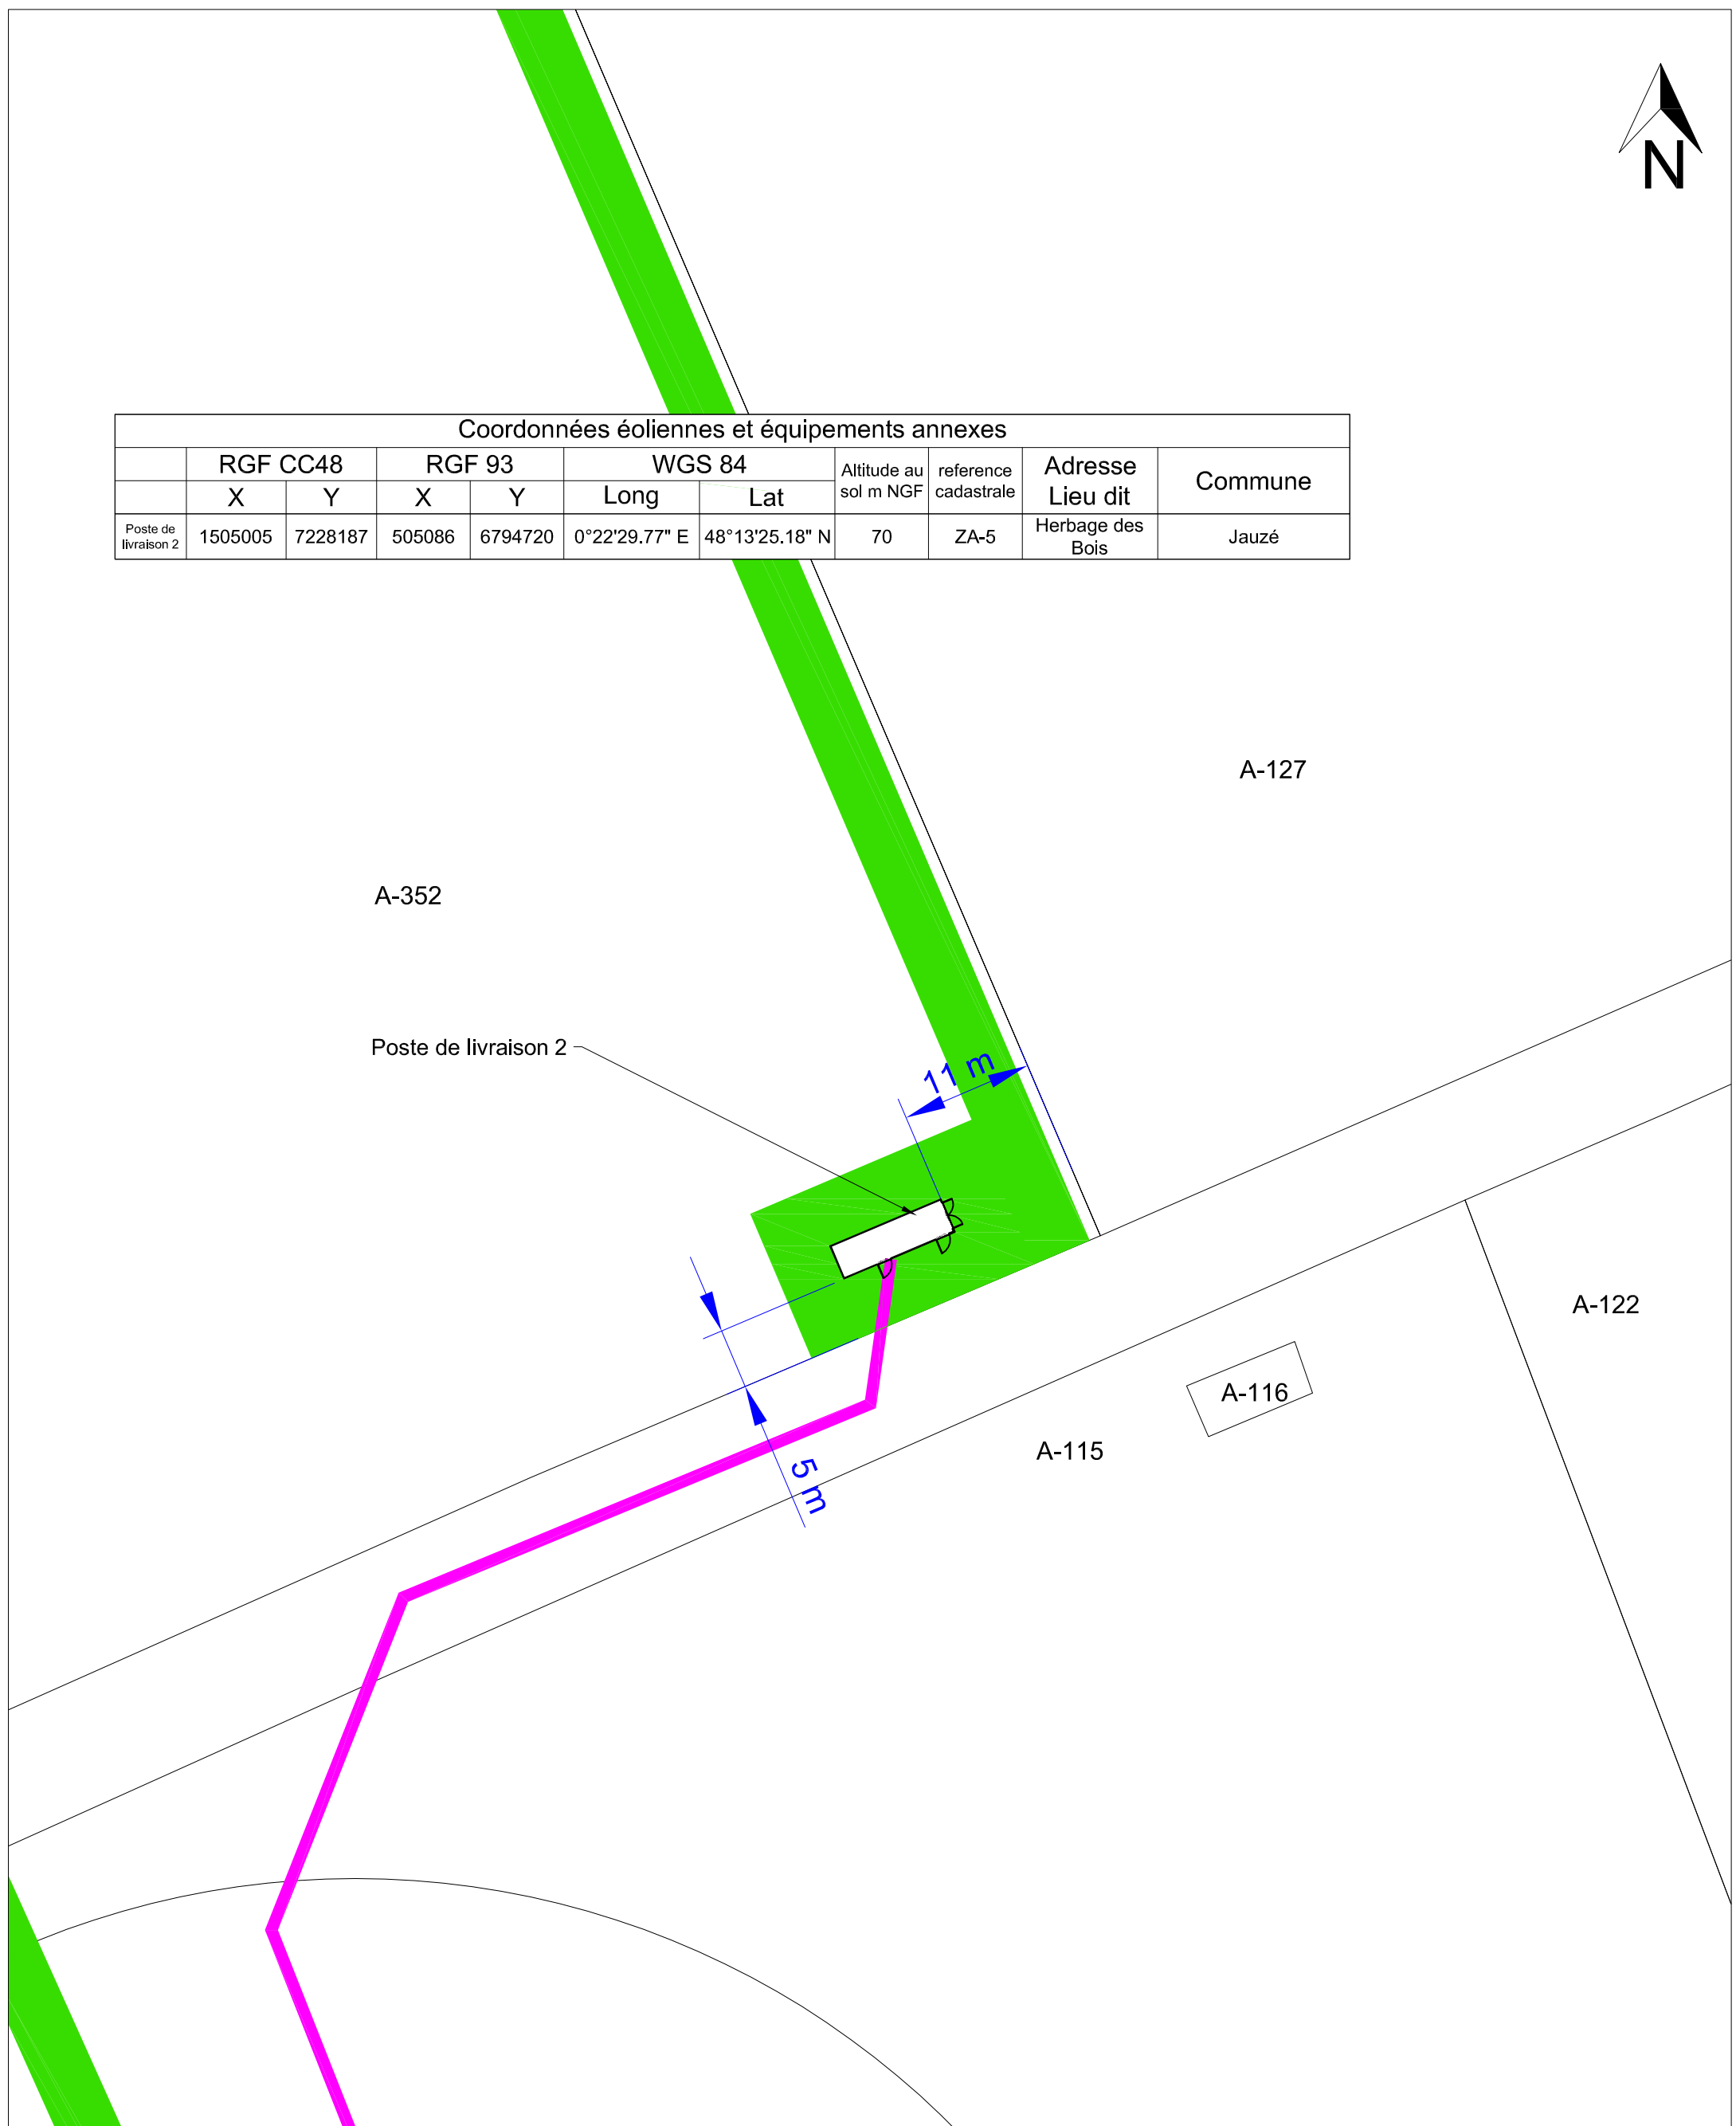 N
Coordonnées éoliennes et équipements annexes
RGF CC48 RGF 93 WGS 84 Altitude au sol m NGF reference cadastrale Adresse Lieu dit Commune
X Y X Y Long Lat
Poste de livraison 2 1505005 7228187 505086 6794720 0°22'29.77" E 48°13'25.18" N 70 ZA-5 Herbage des Bois Jauzé
A-127
A-352
Poste de livraison 2
11 m
A-122
A-116
A-115
5 m